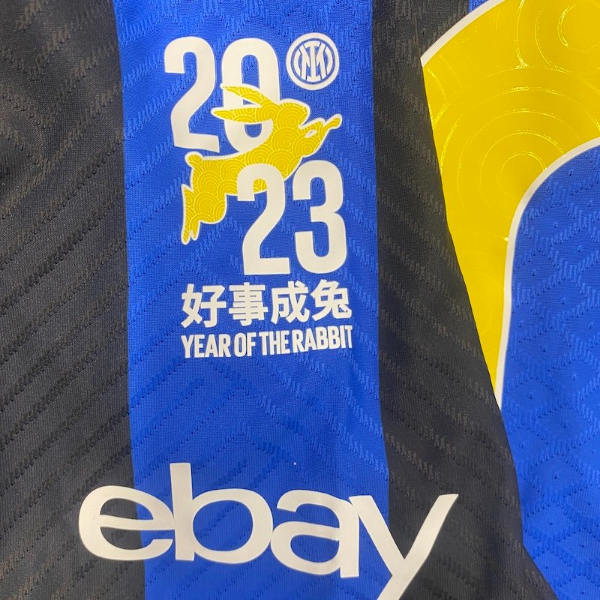 20
23
好事成兔
YEAR OF THE RABBIT
ebay